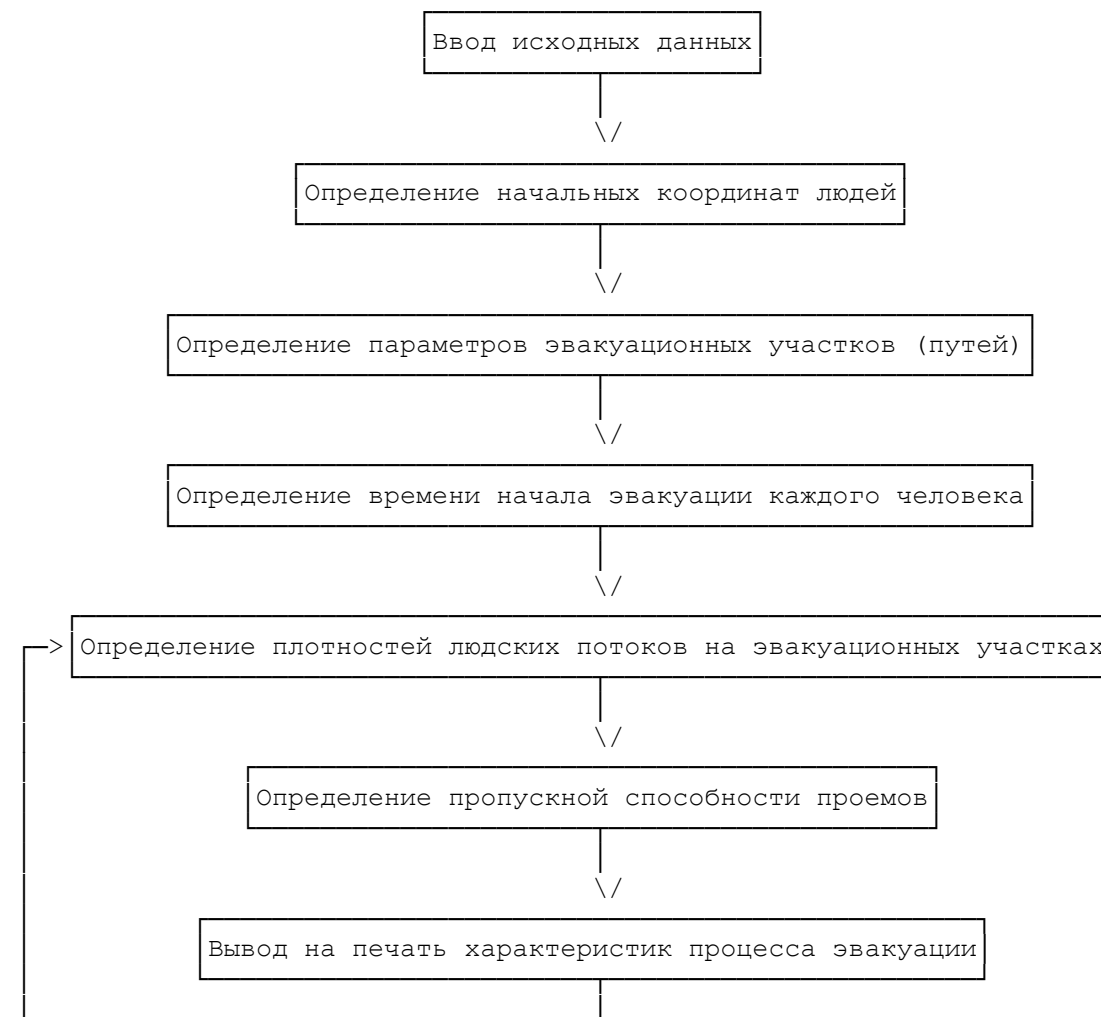 Ввод исходных данных
Определение начальных координат людей
Определение параметров эвакуационных участков (путей)
Определение времени начала эвакуации каждого человека
Определение плотностей людских потоков на эвакуационных участках
Определение пропускной способности проемов
Вывод на печать характеристик процесса эвакуации